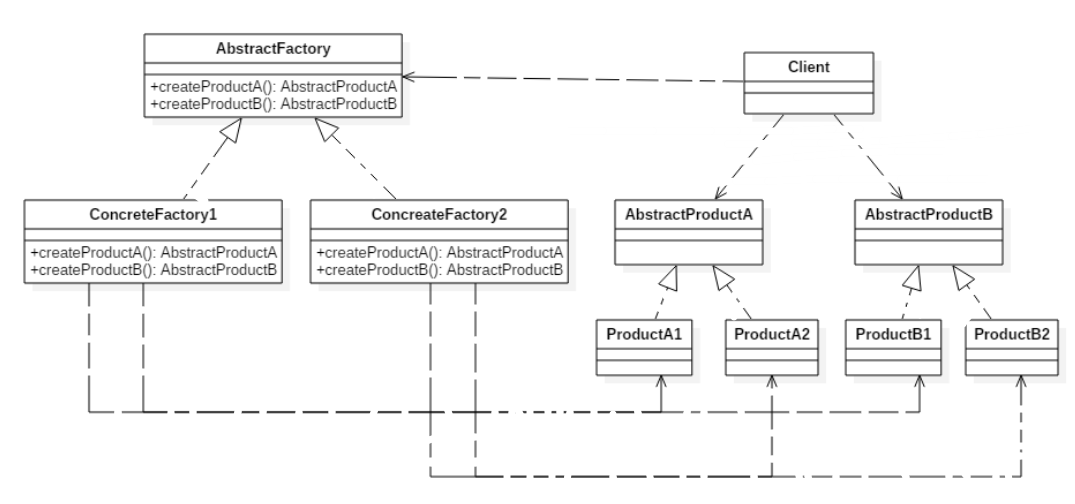 AbstractFactory
+createProductA(): AbstractProductA
+createProductB(): AbstractProductB
Client
ConcreteFactory1
+createProductA(): AbstractProductA
+createProductB(): AbstractProductB
ConcreateFactory2
+createProductA(): AbstractProductA
+createProductB(): AbstractProductB
AbstractProductA
AbstractProductB
ProductA1
ProductA2
ProductB1
ProductB2